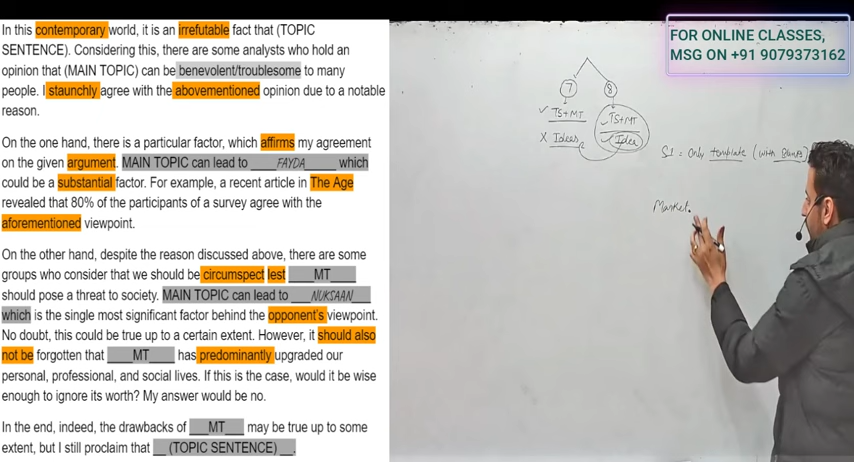 In this contemporary world, it is an irrefutable fact that (TOPIC
SENTENCE). Considering this, there are some analysts who hold an
opinion that (MAIN TOPIC) can be benevolent/troublesome to many
people. I staunchly agree with the abovementioned opinion due to a notable
reason.
On the one hand, there is a particular factor, which affirms my agreement
on the given argument. MAIN TOPIC can lead to ____FAYDA_____ which
could be a substantial factor. For example, a recent article in The Age
revealed that 80% of the participants of a survey agree with the
aforementioned viewpoint.
On the other hand, despite the reason discussed above, there are some
groups who consider that we should be circumspect lest ____MT____
should pose a threat to society. MAIN TOPIC can lead to ___NUKSAAN___
which is the single most significant factor behind the opponent's viewpoint.
No doubt, this could be true up to a certain extent. However, it should also
not be forgotten that ____MT____ has predominantly upgraded our
personal, professional, and social lives. If this is the case, would it be wise
enough to ignore its worth? My answer would be no.
In the end, indeed, the drawbacks of ___MT___ may be true up to some
extent, but I still proclaim that __(TOPIC SENTENCE)__.
FOR ONLINE CLASSES,
MSG ON +91 9079373162
7 8
✓ TS+MT ✓ TS+MT
X Ideas ✓ Idea
S1 = Only template (with Blanks)
Market